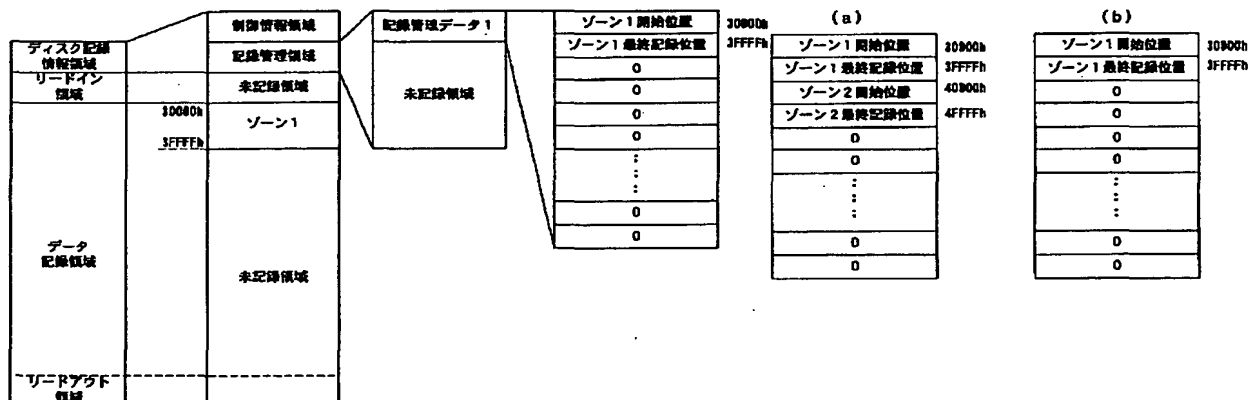 ディスク記録
情報領域
リードイン
領域
データ
記録領域
リードアウト
領域
30000h
3FFFFh
制御情報領域
記録管理領域
未記録領域
ゾーン1
未記録領域
記録管理データ1
未記録領域
ゾーン1開始位置 30000h
ゾーン1最終記録位置 3FFFFh
0
0
0
0
:
:
:
0
0
(a)
ゾーン1開始位置 30000h
ゾーン1最終記録位置 3FFFFh
ゾーン2開始位置 40000h
ゾーン2最終記録位置 4FFFFh
0
0
:
:
:
0
0
(b)
ゾーン1開始位置 30000h
ゾーン1最終記録位置 3FFFFh
0
0
0
0
:
:
:
0
0